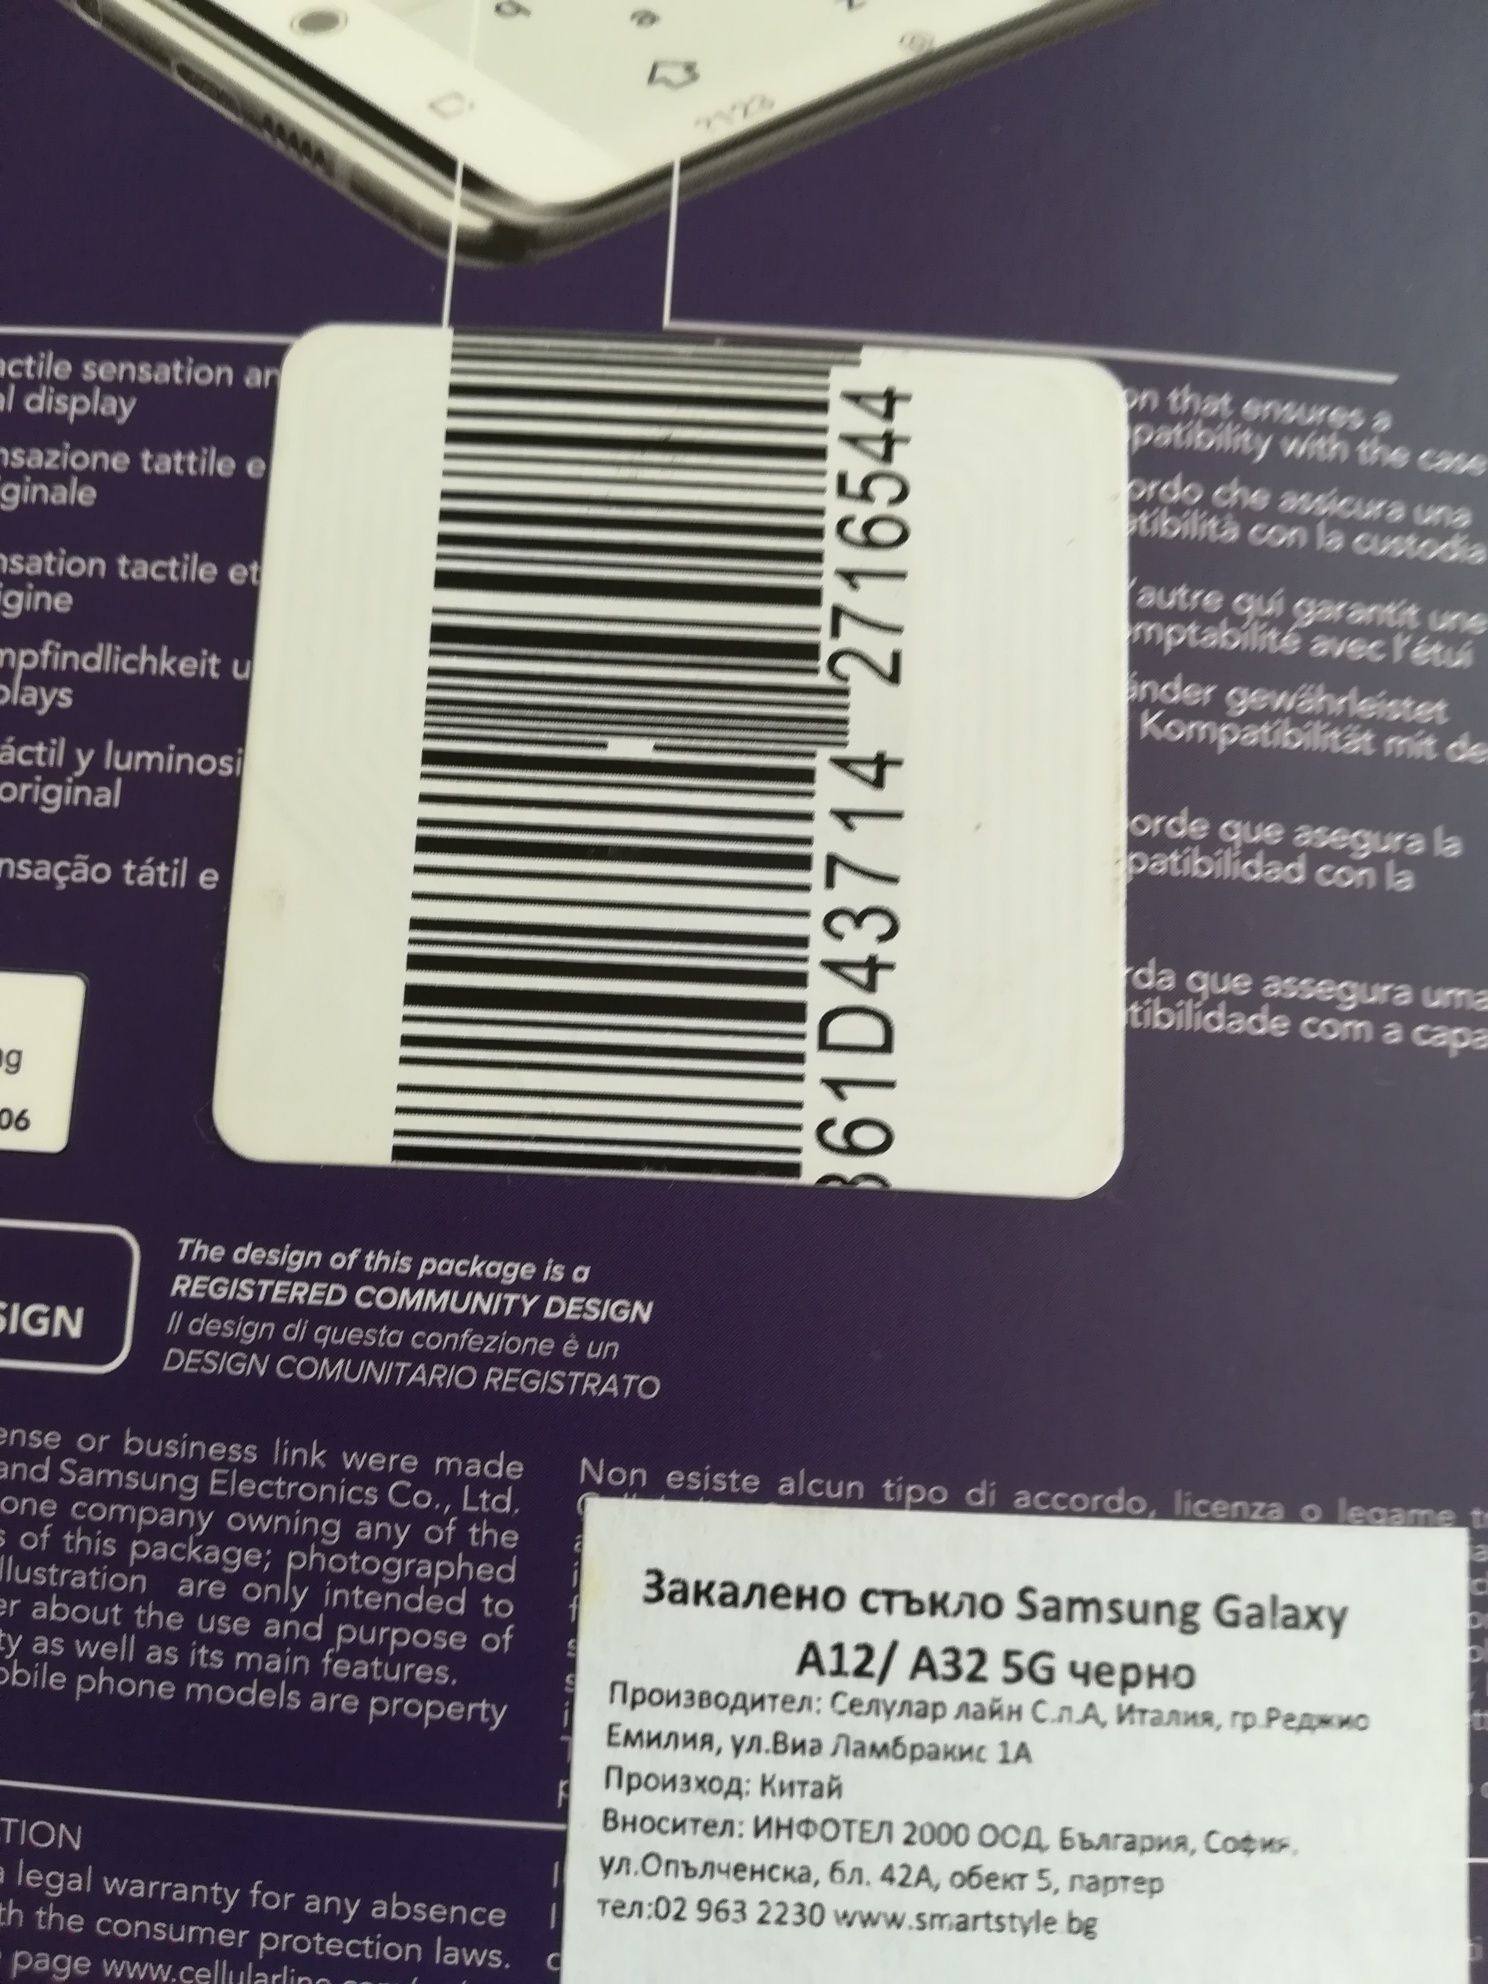 actile sensation an
al display
nsazione tattile e
iginale
nsation tactile et
igine
mpfindlichkeit u
plays
áctil y luminosi
original
nsação tátil e
on that ensures a
patibility with the case
ordo che assicura una
atibilità con la custodia
'autre qui garantit une
omptabilité avec l'étui
änder gewährleistet
Kompatibilität mit de
orde que asegura la
patibilidad con la
rda que assegura uma
tibilidade com a capa
361D43714 2716544
ng
06
SIGN
The design of this package is a
REGISTERED COMMUNITY DESIGN
Il design di questa confezione è un
DESIGN COMUNITARIO REGISTRATO
ense or business link were made
and Samsung Electronics Co., Ltd.
one company owning any of the
s of this package; photographed
llustration are only intended to
er about the use and purpose of
ty as well as its main features.
obile phone models are property
Non esiste alcun tipo di accordo, licenza o legame
Закалено стъкло Samsung Galaxy
A12/ A32 5G черно
Производител: Селулар лайн С.п.А, Италия, гр.Реджио
Емилия, ул.Виа Ламбракис 1А
Произход: Китай
Вносител: ИНФОТЕЛ 2000 ООД, България, София,
ул.Опълченска, бл. 42А, обект 5, партер
тел:02 963 2230 www.smartstyle.bg
TION
a legal warranty for any absence
th the consumer protection laws.
page www.cellularline.com